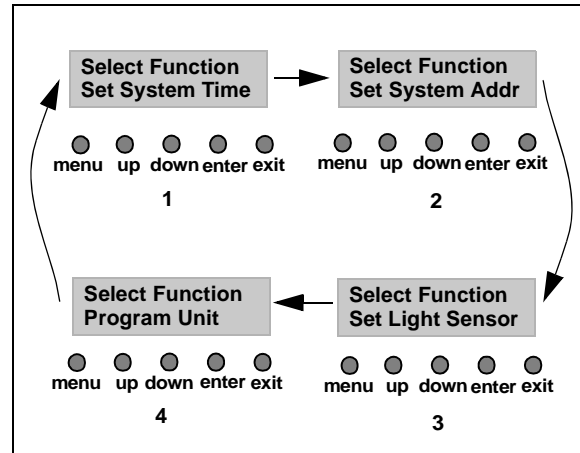 Select Function
Set System Time
menu up down enter exit
1
Select Function
Set System Addr
menu up down enter exit
2
Select Function
Program Unit
menu up down enter exit
4
Select Function
Set Light Sensor
menu up down enter exit
3